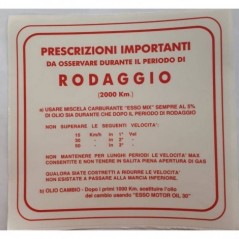 PRESCRIZIONI IMPORTANTI
DA OSSERVARE DURANTE IL PERIODO DI
RODAGGIO
(2000 Km.)
a) USARE MISCELA CARBURANTE "ESSO MIX" SEMPRE AL 5%
DI OLIO SIA DURANTE CHE DOPO IL PERIODO DI RODAGGIO
NON SUPERARE LE SEGUENTI VELOCITA':
Km/h in 1ª Vel
30 » » 2ª »
» » 3ª »
NON MANTENERE PER LUNGHI PERIODI LE VELOCITA' MAX
CONSENTITE E NON TENERE IN SALITA PIENA APERTURA DI GAS
QUALORA SIATE COSTRETTI A RIDURRE LA VELOCITA' NON
ESITATE A PASSARE ALLA MARCIA INFERIORE.
b) OLIO CAMBIO - Dopo i primi 1000 Km. sostituire l'olio
del cambio usando "ESSO MOTOR OIL 30"